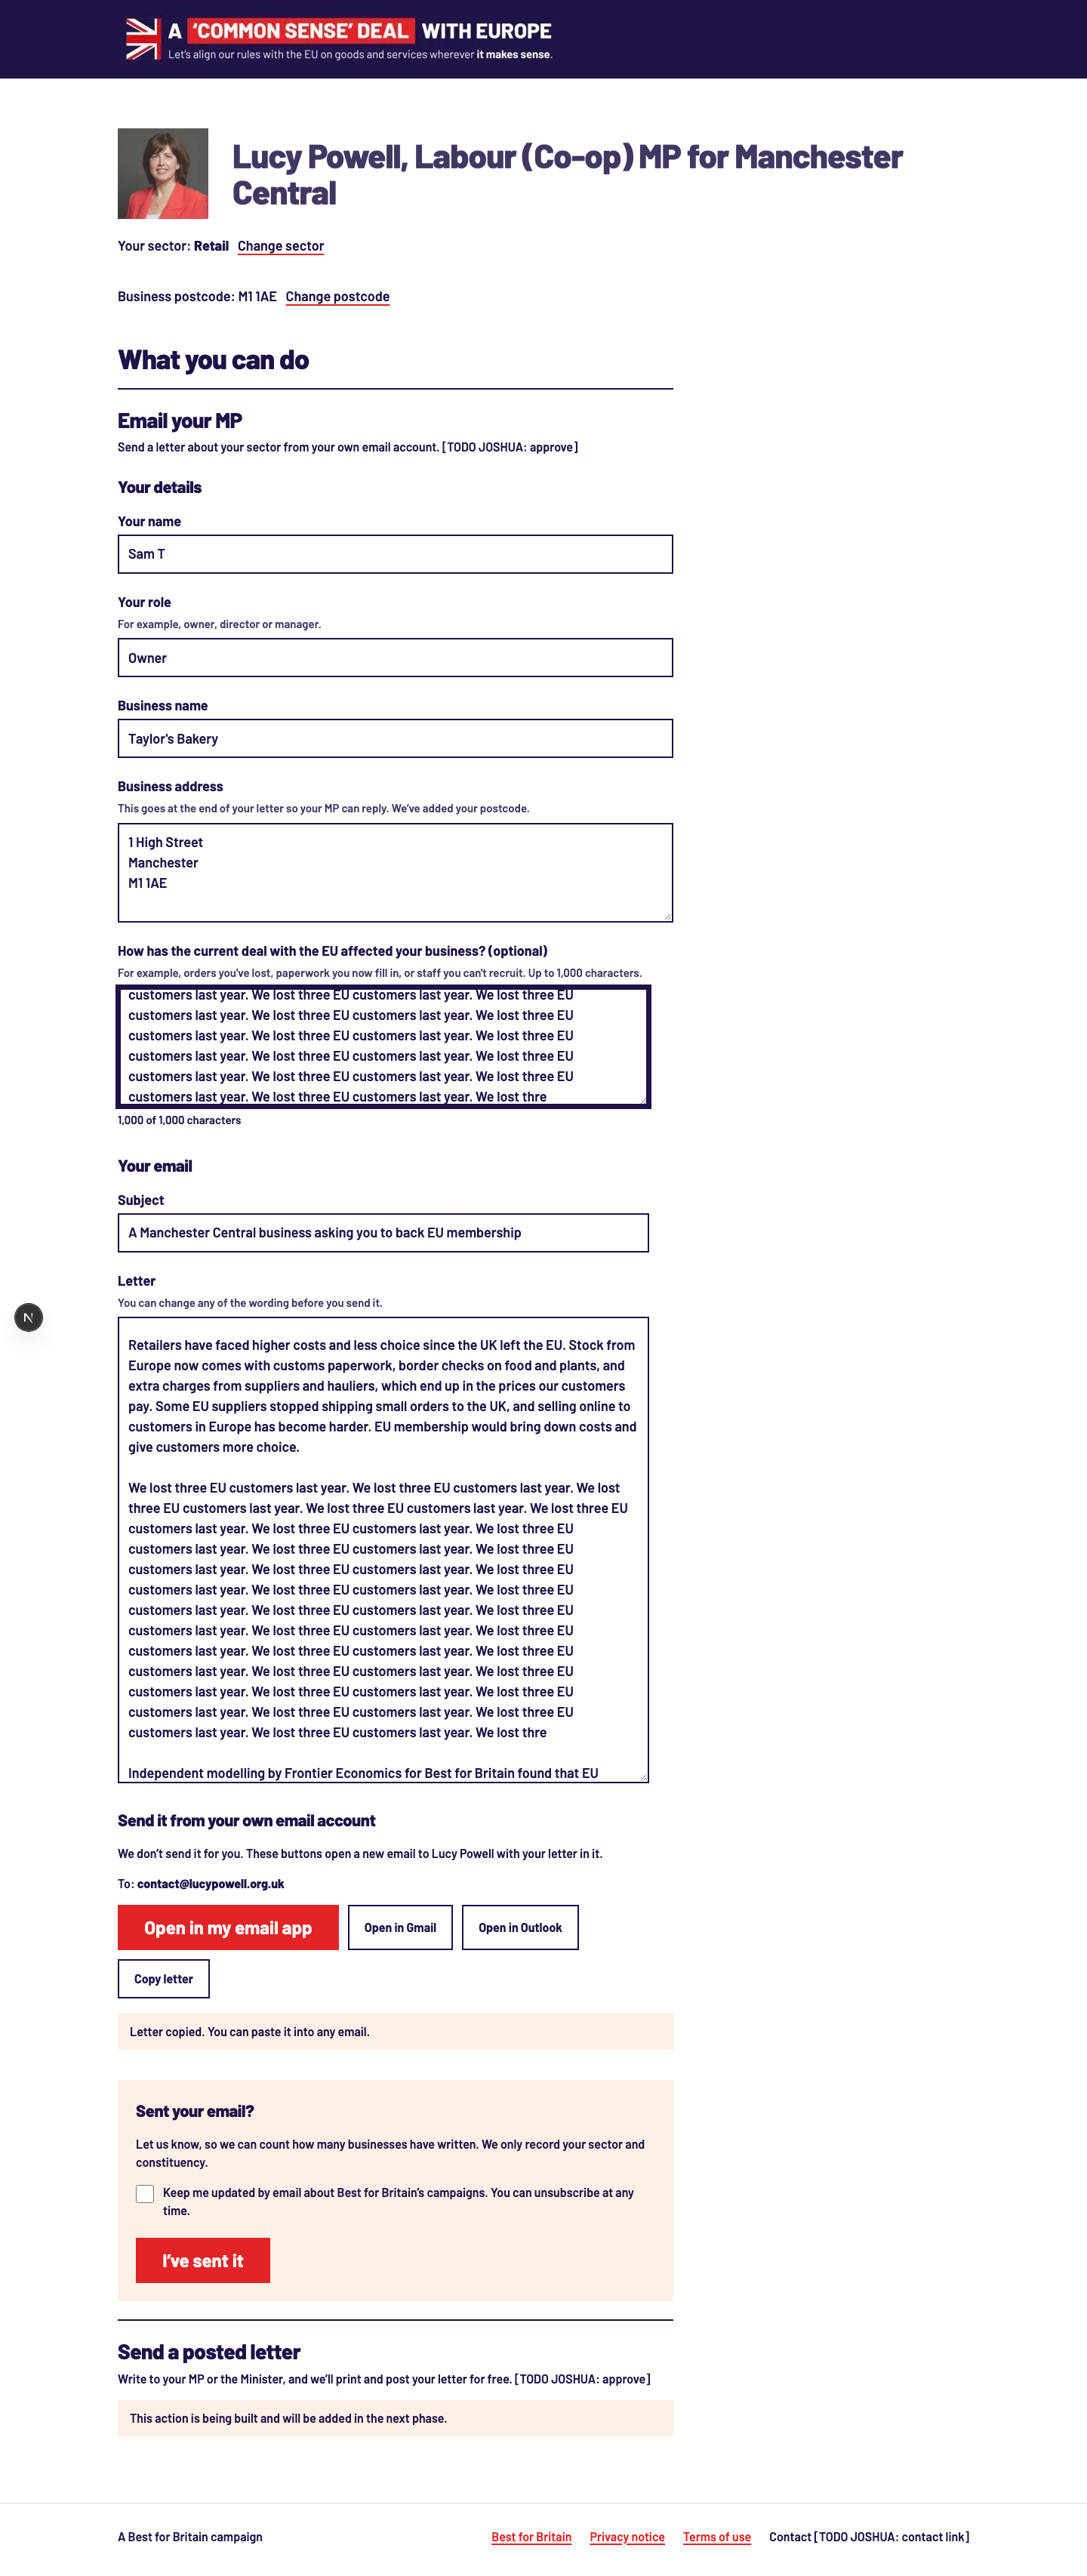 A ‘COMMON SENSE’ DEAL WITH EUROPE
Let’s align our rules with the EU on goods and services wherever it makes sense.
Lucy Powell, Labour (Co-op) MP for Manchester
Central
Your sector: Retail Change sector
Business postcode: M1 1AE Change postcode
What you can do
Email your MP
Send a letter about your sector from your own email account. [TODO JOSHUA: approve]
Your details
Your name
Sam T
Your role
For example, owner, director or manager.
Owner
Business name
Taylor's Bakery
Business address
This goes at the end of your letter so your MP can reply. We’ve added your postcode.
1 High Street
Manchester
M1 1AE
How has the current deal with the EU affected your business? (optional)
For example, orders you've lost, paperwork you now fill in, or staff you can't recruit. Up to 1,000 characters.
customers last year. We lost three EU customers last year. We lost three EU
customers last year. We lost three EU customers last year. We lost three EU
customers last year. We lost three EU customers last year. We lost three EU
customers last year. We lost three EU customers last year. We lost three EU
customers last year. We lost three EU customers last year. We lost three EU
customers last year. We lost three EU customers last year. We lost thre
1,000 of 1,000 characters
Your email
Subject
A Manchester Central business asking you to back EU membership
Letter
You can change any of the wording before you send it.
Retailers have faced higher costs and less choice since the UK left the EU. Stock from
Europe now comes with customs paperwork, border checks on food and plants, and
extra charges from suppliers and hauliers, which end up in the prices our customers
pay. Some EU suppliers stopped shipping small orders to the UK, and selling online to
customers in Europe has become harder. EU membership would bring down costs and
give customers more choice.
We lost three EU customers last year. We lost three EU customers last year. We lost
three EU customers last year. We lost three EU customers last year. We lost three EU
customers last year. We lost three EU customers last year. We lost three EU
customers last year. We lost three EU customers last year. We lost three EU
customers last year. We lost three EU customers last year. We lost three EU
customers last year. We lost three EU customers last year. We lost three EU
customers last year. We lost three EU customers last year. We lost three EU
customers last year. We lost three EU customers last year. We lost three EU
customers last year. We lost three EU customers last year. We lost three EU
customers last year. We lost three EU customers last year. We lost three EU
customers last year. We lost three EU customers last year. We lost three EU
customers last year. We lost three EU customers last year. We lost three EU
customers last year. We lost three EU customers last year. We lost thre
Independent modelling by Frontier Economics for Best for Britain found that EU
N
Send it from your own email account
We don’t send it for you. These buttons open a new email to Lucy Powell with your letter in it.
To: contact@lucypowell.org.uk
Open in my email app
Open in Gmail
Open in Outlook
Copy letter
Letter copied. You can paste it into any email.
Sent your email?
Let us know, so we can count how many businesses have written. We only record your sector and
constituency.
Keep me updated by email about Best for Britain’s campaigns. You can unsubscribe at any
time.
I’ve sent it
Send a posted letter
Write to your MP or the Minister, and we’ll print and post your letter for free. [TODO JOSHUA: approve]
This action is being built and will be added in the next phase.
A Best for Britain campaign
Best for Britain
Privacy notice
Terms of use
Contact [TODO JOSHUA: contact link]